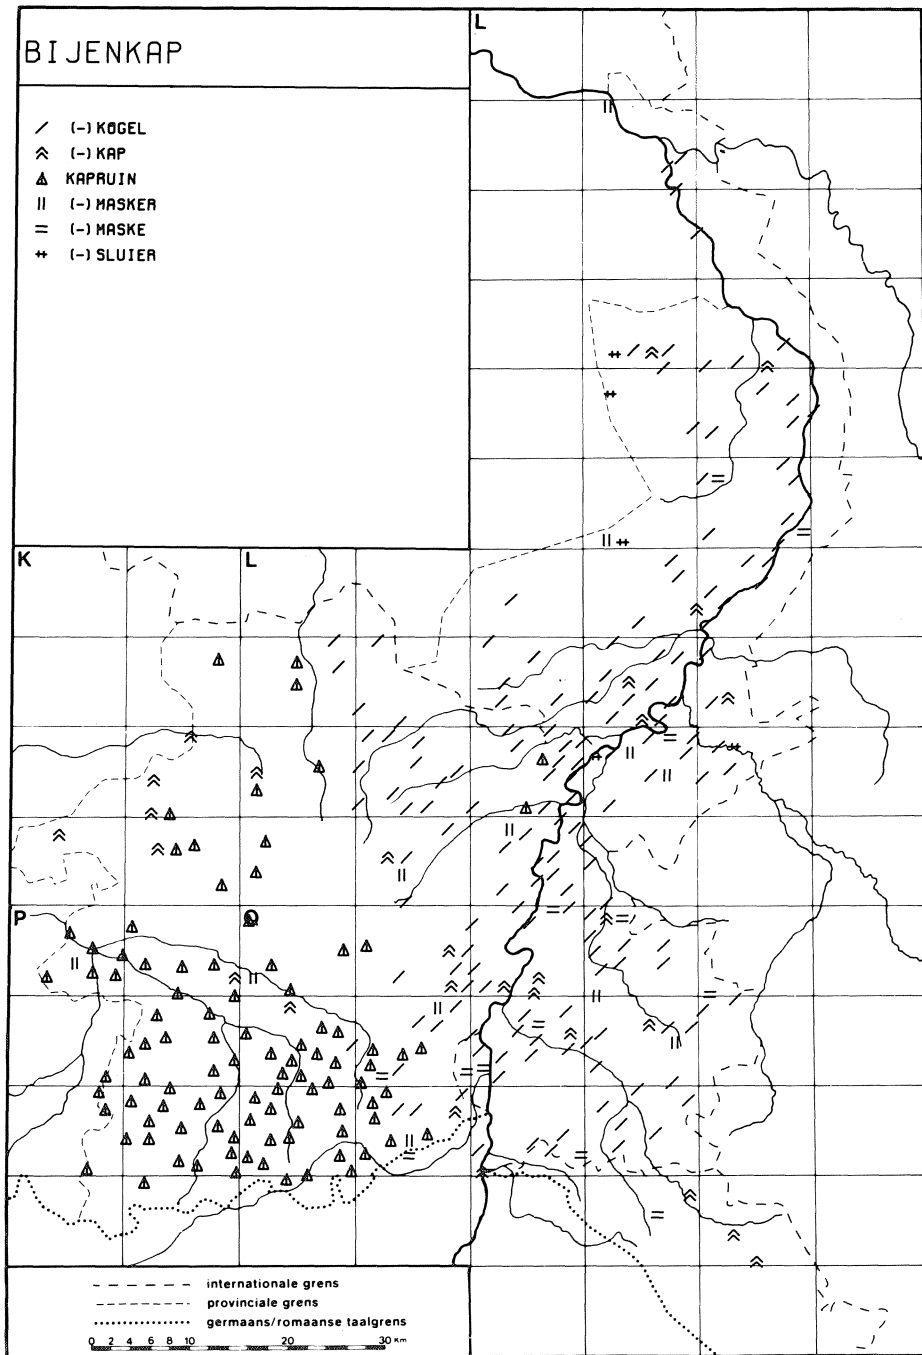 L
BIJENKAP
(-) KOGEL
(-) KAP
KAPRUIN
(-) MASKER
(-) MASKE
(-) SLUIER
K L
P Q
internationale grens
provinciale grens
germaans/romaanse taalgrens
0 2 4 6 8 10 20 30 Km